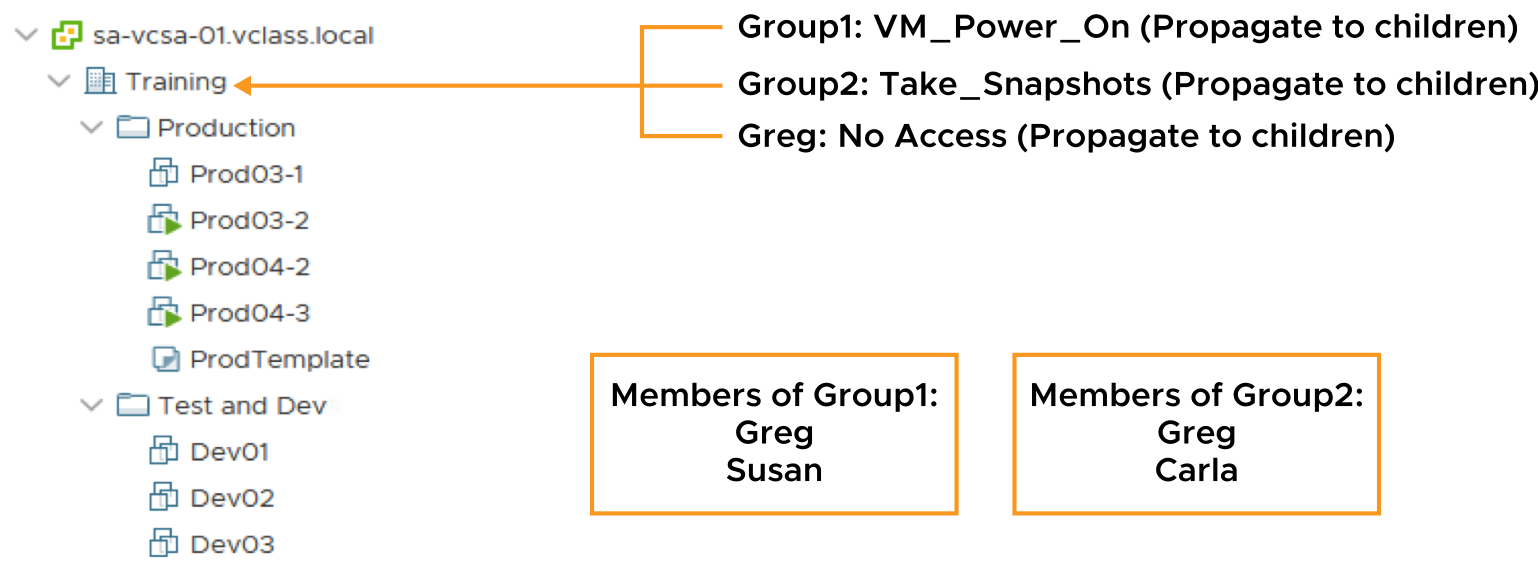 sa-vcsa-01.vclass.local
Training
Production
Prod03-1
Prod03-2
Prod04-2
Prod04-3
ProdTemplate
Test and Dev
Dev01
Dev02
Dev03
Group1: VM_Power_On (Propagate to children)
Group2: Take_Snapshots (Propagate to children)
Greg: No Access (Propagate to children)
Members of Group1:
Greg
Susan
Members of Group2:
Greg
Carla